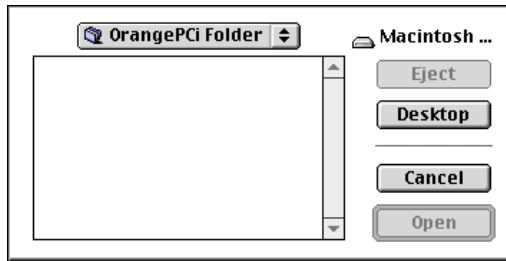 OrangePCi Folder
Macintosh ...
Eject
Desktop
Cancel
Open